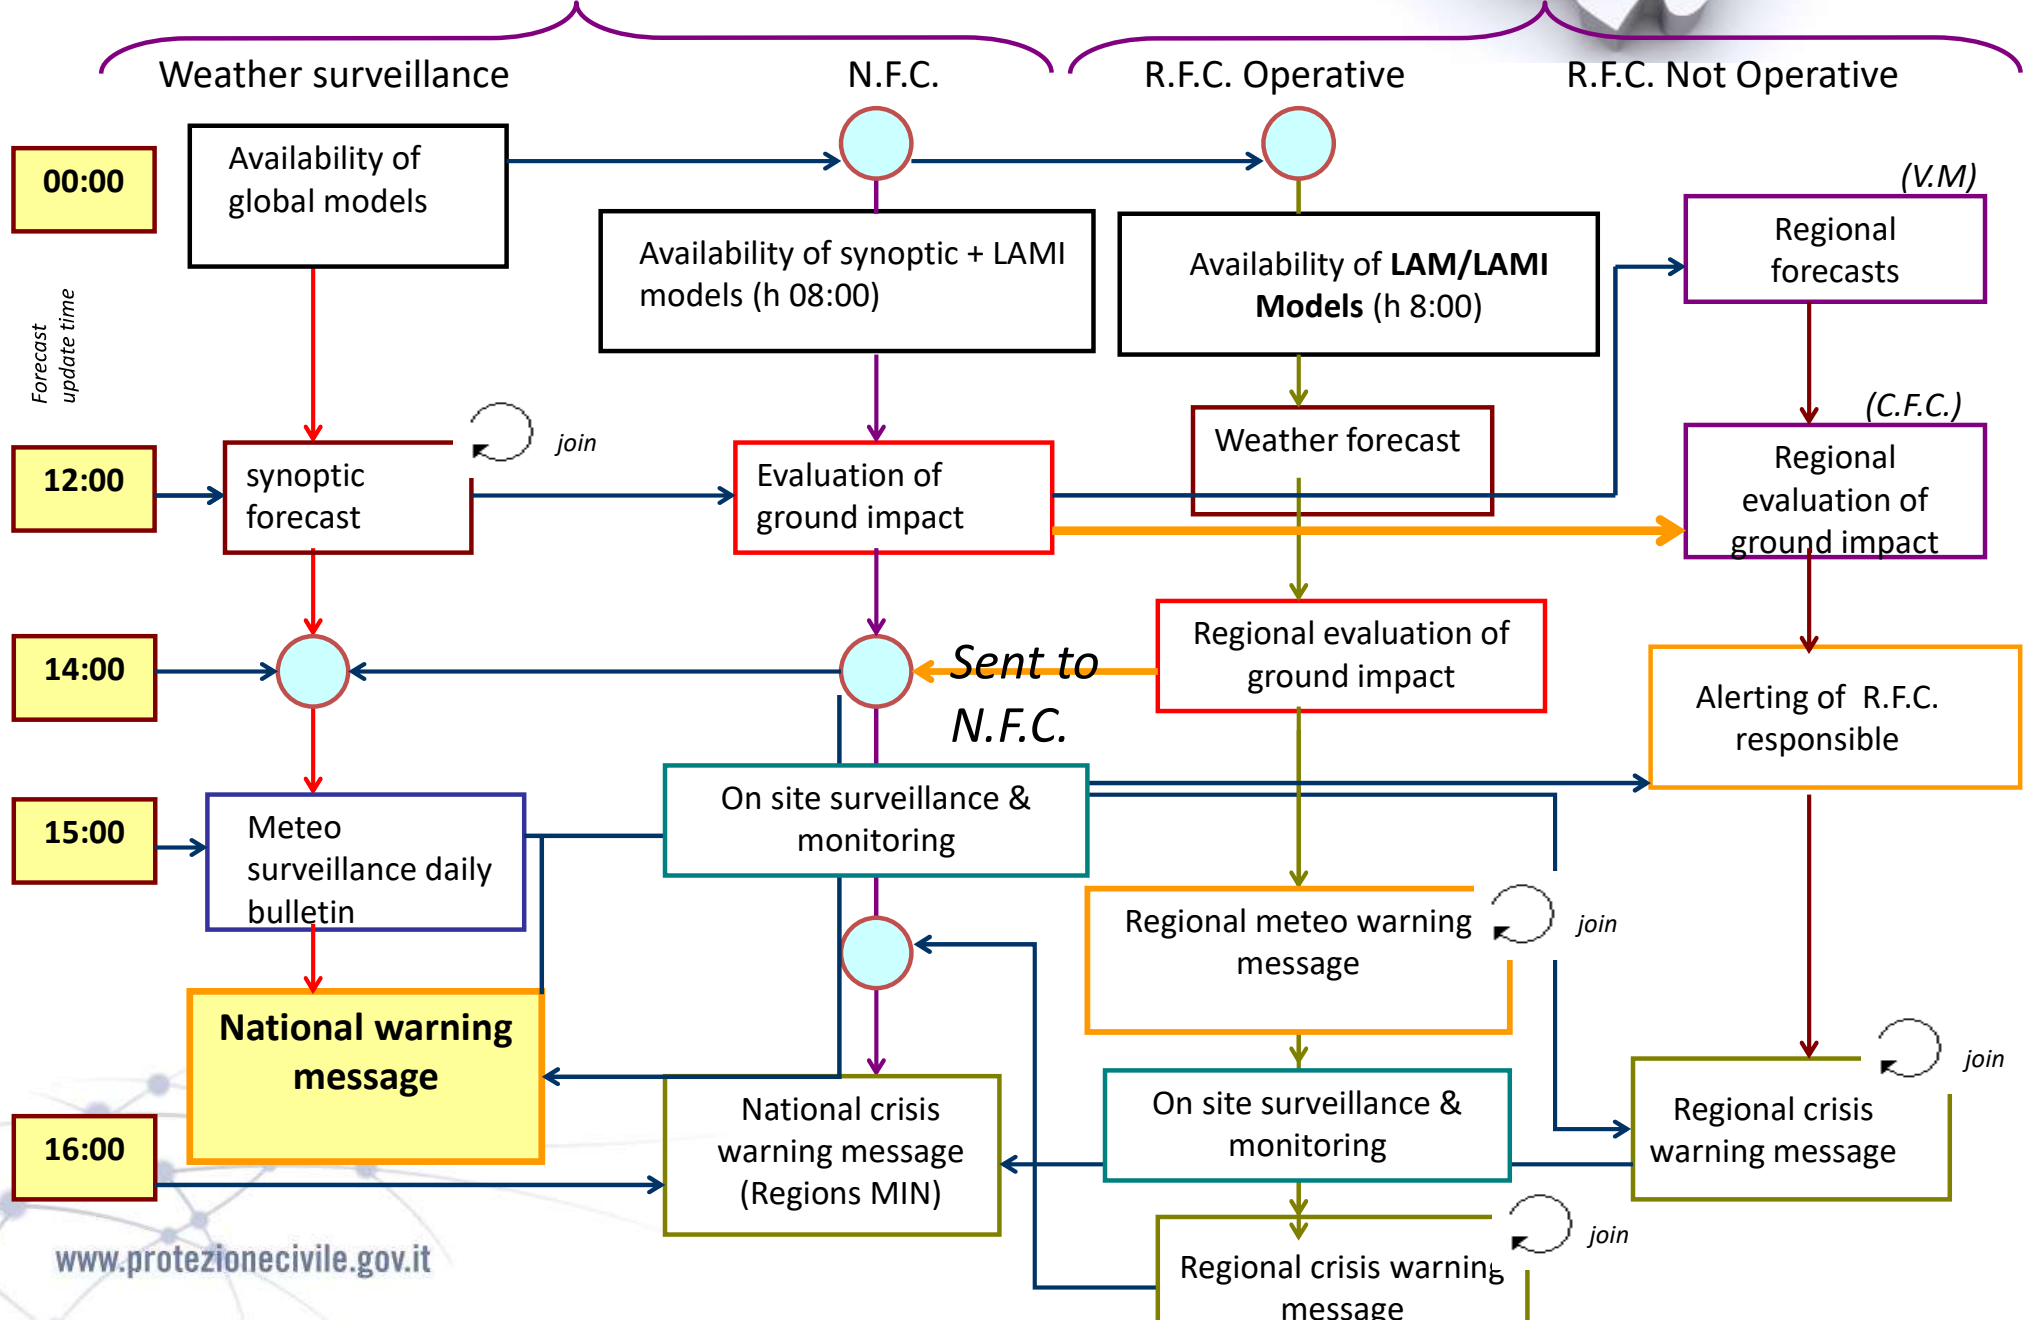 Weather surveillance
N.F.C.
R.F.C. Operative
R.F.C. Not Operative
00:00
Availability of
global models
Availability of synoptic + LAMI
models (h 08:00)
Availability of LAM/LAMI
Models (h 8:00)
(V.M)
Regional
forecasts
Forecast
update time
12:00
synoptic
forecast
join
Evaluation of
ground impact
Weather forecast
(C.F.C.)
Regional
evaluation of
ground impact
14:00
Sent to
N.F.C.
Regional evaluation of
ground impact
Alerting of R.F.C.
responsible
15:00
Meteo
surveillance daily
bulletin
On site surveillance &
monitoring
Regional meteo warning
message
join
National warning
message
16:00
National crisis
warning message
(Regions MIN)
On site surveillance &
monitoring
Regional crisis
warning message
join
Regional crisis warning
message
join
www.protezionecivile.gov.it